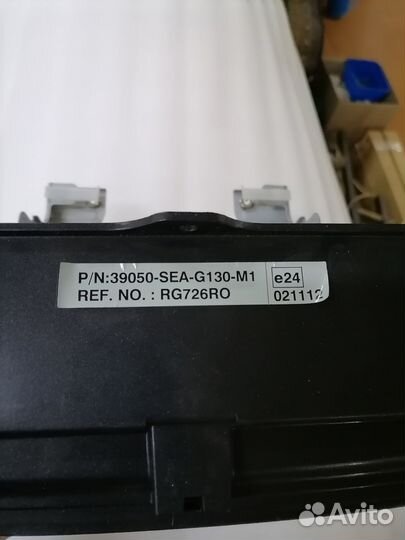 P/N:39050-SEA-G130-M1
REF. NO. : RG726RO
e24
021112
Avito